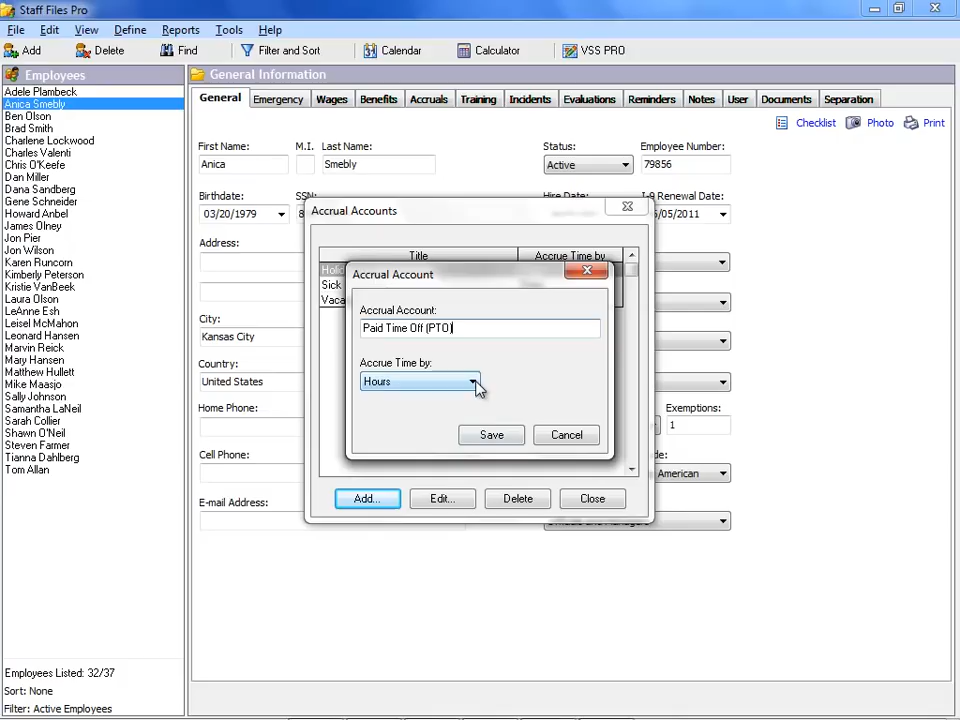 Staff Files Pro
File Edit View Define Reports Tools Help
Add Delete Find Filter and Sort Calendar Calculator VSS PRO
Employees
Adele Plambeck
Anica Smebly
Ben Olson
Brad Smith
Charlene Lockwood
Charles Valenti
Chris O'Keefe
Dan Miller
Dana Sandberg
Gene Schneider
Howard Anbel
James Olney
Jon Pier
Jon Wilson
Karen Runcorn
Kimberly Peterson
Kristie VanBeek
Laura Olson
LeAnne Esh
Leisel McMahon
Marvin Reick
Mary Hansen
Micheal Hullett
Mike Maasjo
Sally Johnson
Samantha LaNeil
Sarah Collier
Shawn O'Neil
Steven Farmer
Tianna Dahlberg
Tom Allan
Employees Listed: 32/37
Sort: None
Filter: Active Employees
General Information
General Emergency Wages Benefits Accruals Training Incidents Evaluations Reminders Notes User Documents Separation
Checklist Photo Print
First Name: M.I. Last Name: Status: Employee Number:
Anica Smebly Active 79856
Birthdate: SSN: Hire Date: I-9 Renewal Date:
03/20/1979 8 /05/2011
Address:
City:
Kansas City
Country:
United States
Home Phone: Exemptions:
1
Cell Phone:
American
E-mail Address:
Accrual Accounts
Title Accrue Time by
Holi
Sick
Vaca
Add... Edit... Delete Close
Accrual Account
Accrual Account:
Paid Time Off (PTO)
Accrue Time by:
Hours
Save Cancel